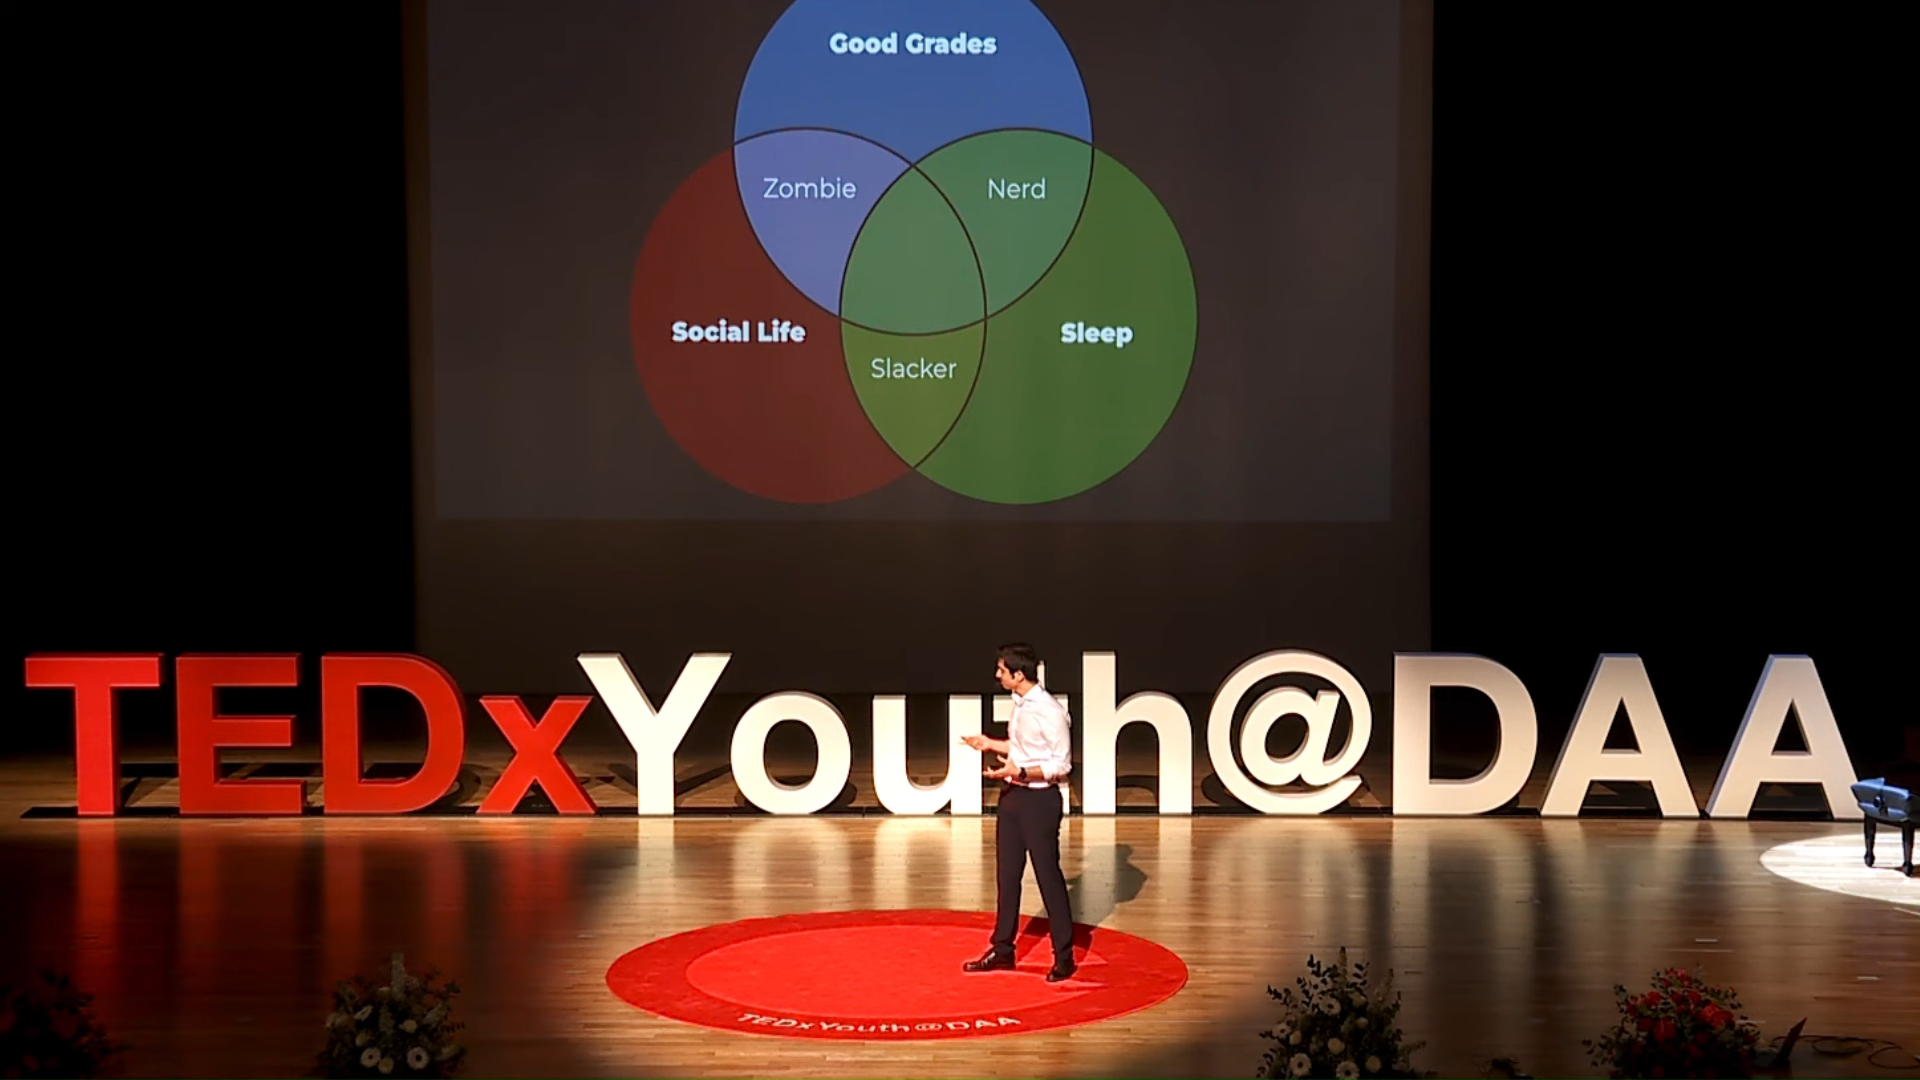 Good Grades
Zombie
Nerd
Social Life
Sleep
Slacker
TEDxYouth@DAA
TEDxYouth@DAA